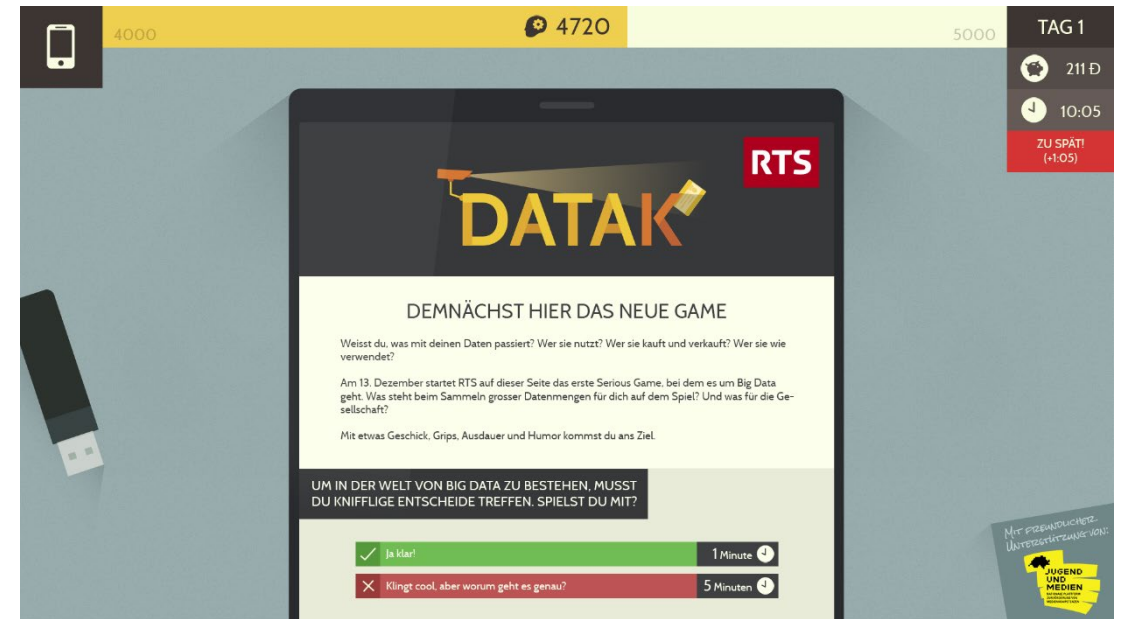 4000
4720
5000
TAG 1
211 Đ
10:05
ZU SPÄT!
(+1:05)
RTS
DATAK
DEMNÄCHST HIER DAS NEUE GAME
Weisst du, was mit deinen Daten passiert? Wer sie nutzt? Wer sie kauft und verkauft? Wer sie wie
verwendet?
Am 13. Dezember startet RTS auf dieser Seite das erste Serious Game, bei dem es um Big Data
geht. Was steht beim Sammeln grosser Datenmengen für dich auf dem Spiel? Und was für die Ge-
sellschaft?
Mit etwas Geschick, Grips, Ausdauer und Humor kommst du ans Ziel.
UM IN DER WELT VON BIG DATA ZU BESTEHEN, MUSST
DU KNIFFLIGE ENTSCHEIDE TREFFEN. SPIELST DU MIT?
Ja klar!
1 Minute
Klingt cool, aber worum geht es genau?
5 Minuten
MIT FREUNDLICHER
UNTERSTÜTZUNG VON:
JUGEND
UND
MEDIEN